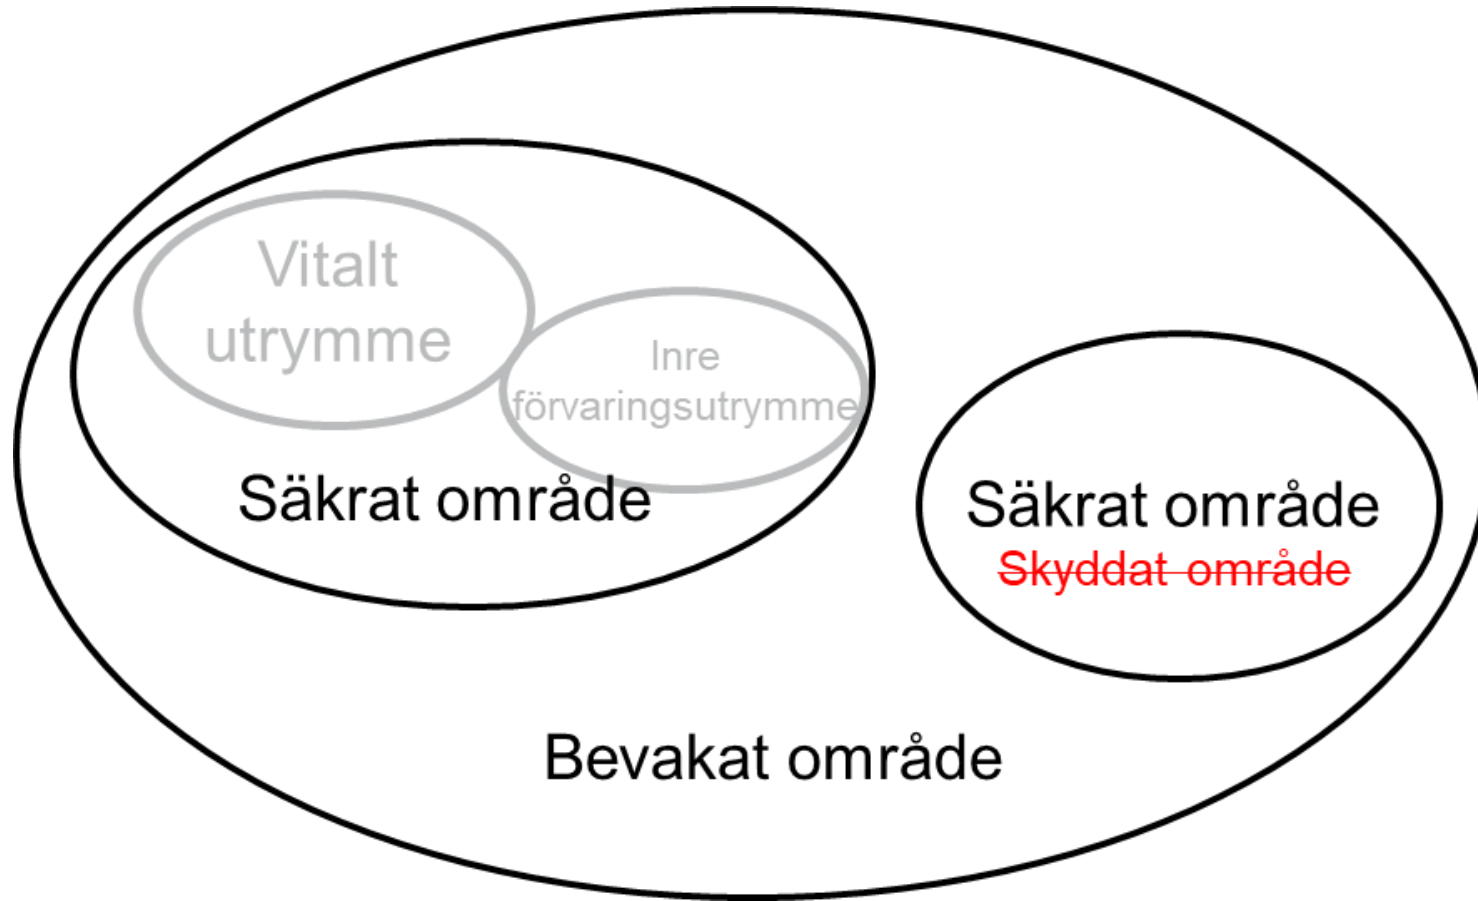 Vitalt
utrymme
Inre
förvaringsutrymme
Säkrat område
Säkrat område
Skyddat område
Bevakat område